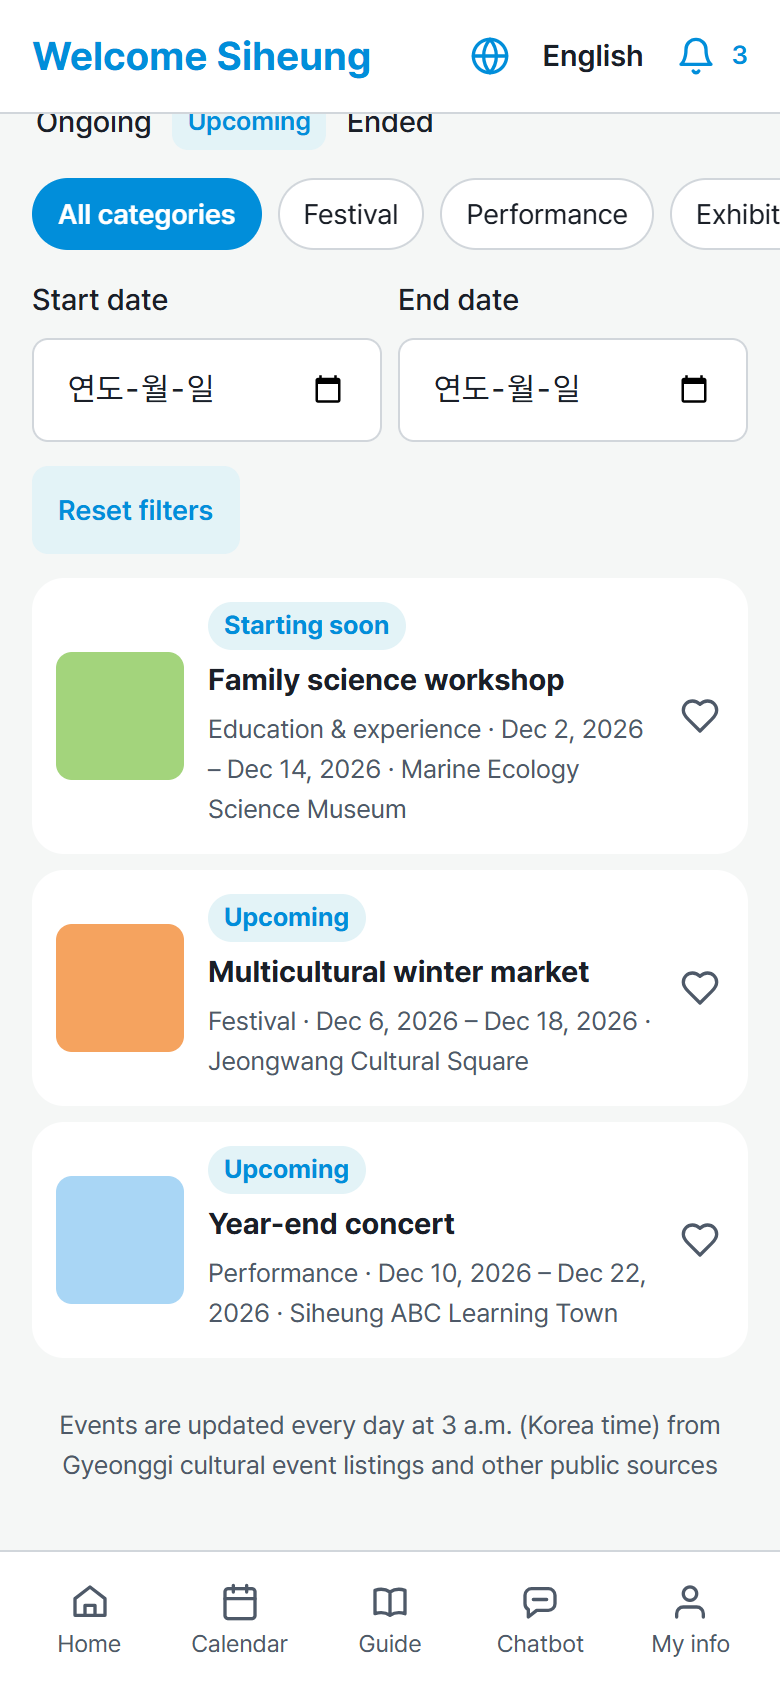 Welcome Siheung
English
3
Ongoing
Upcoming
Ended
All categories
Festival
Performance
Exhibit
Start date
End date
연도-월-일
연도-월-일
Reset filters
Starting soon
Family science workshop
Education & experience · Dec 2, 2026
– Dec 14, 2026 · Marine Ecology
Science Museum
Upcoming
Multicultural winter market
Festival · Dec 6, 2026 – Dec 18, 2026 ·
Jeongwang Cultural Square
Upcoming
Year-end concert
Performance · Dec 10, 2026 – Dec 22,
2026 · Siheung ABC Learning Town
Events are updated every day at 3 a.m. (Korea time) from
Gyeonggi cultural event listings and other public sources
Home
Calendar
Guide
Chatbot
My info